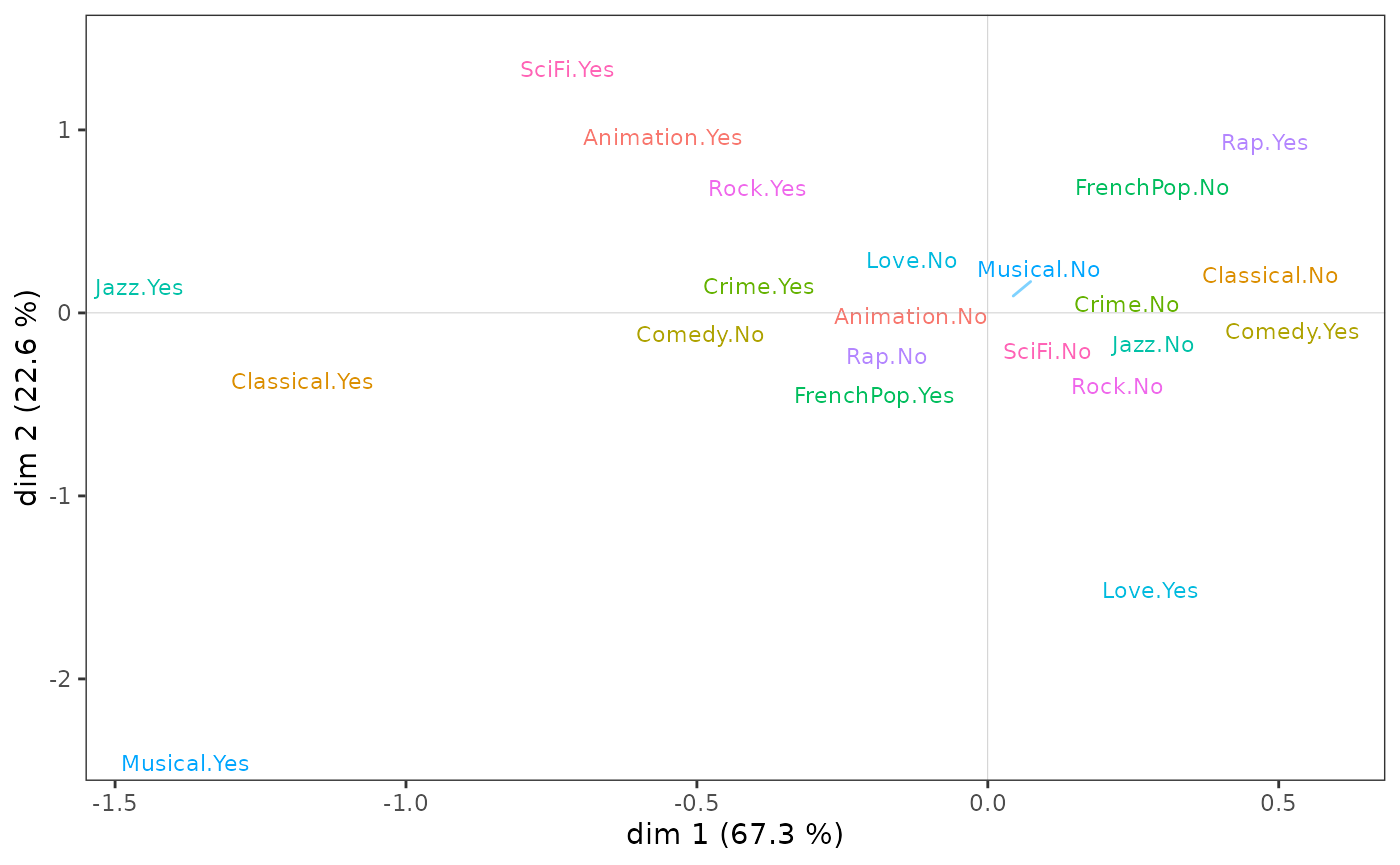 SciFi.Yes
1
Animation.Yes
Rap.Yes
Rock.Yes
FrenchPop.No
Love.No
Musical.No
Classical.No
Jazz.Yes
Crime.Yes
Crime.No
0
Animation.No
Comedy.No
Comedy.Yes
Rap.No
SciFi.No
Jazz.No
Classical.Yes
Rock.No
FrenchPop.Yes
dim 2 (22.6 %)
-1
Love.Yes
-2
Musical.Yes
-1.5 -1.0 -0.5 0.0 0.5
dim 1 (67.3 %)